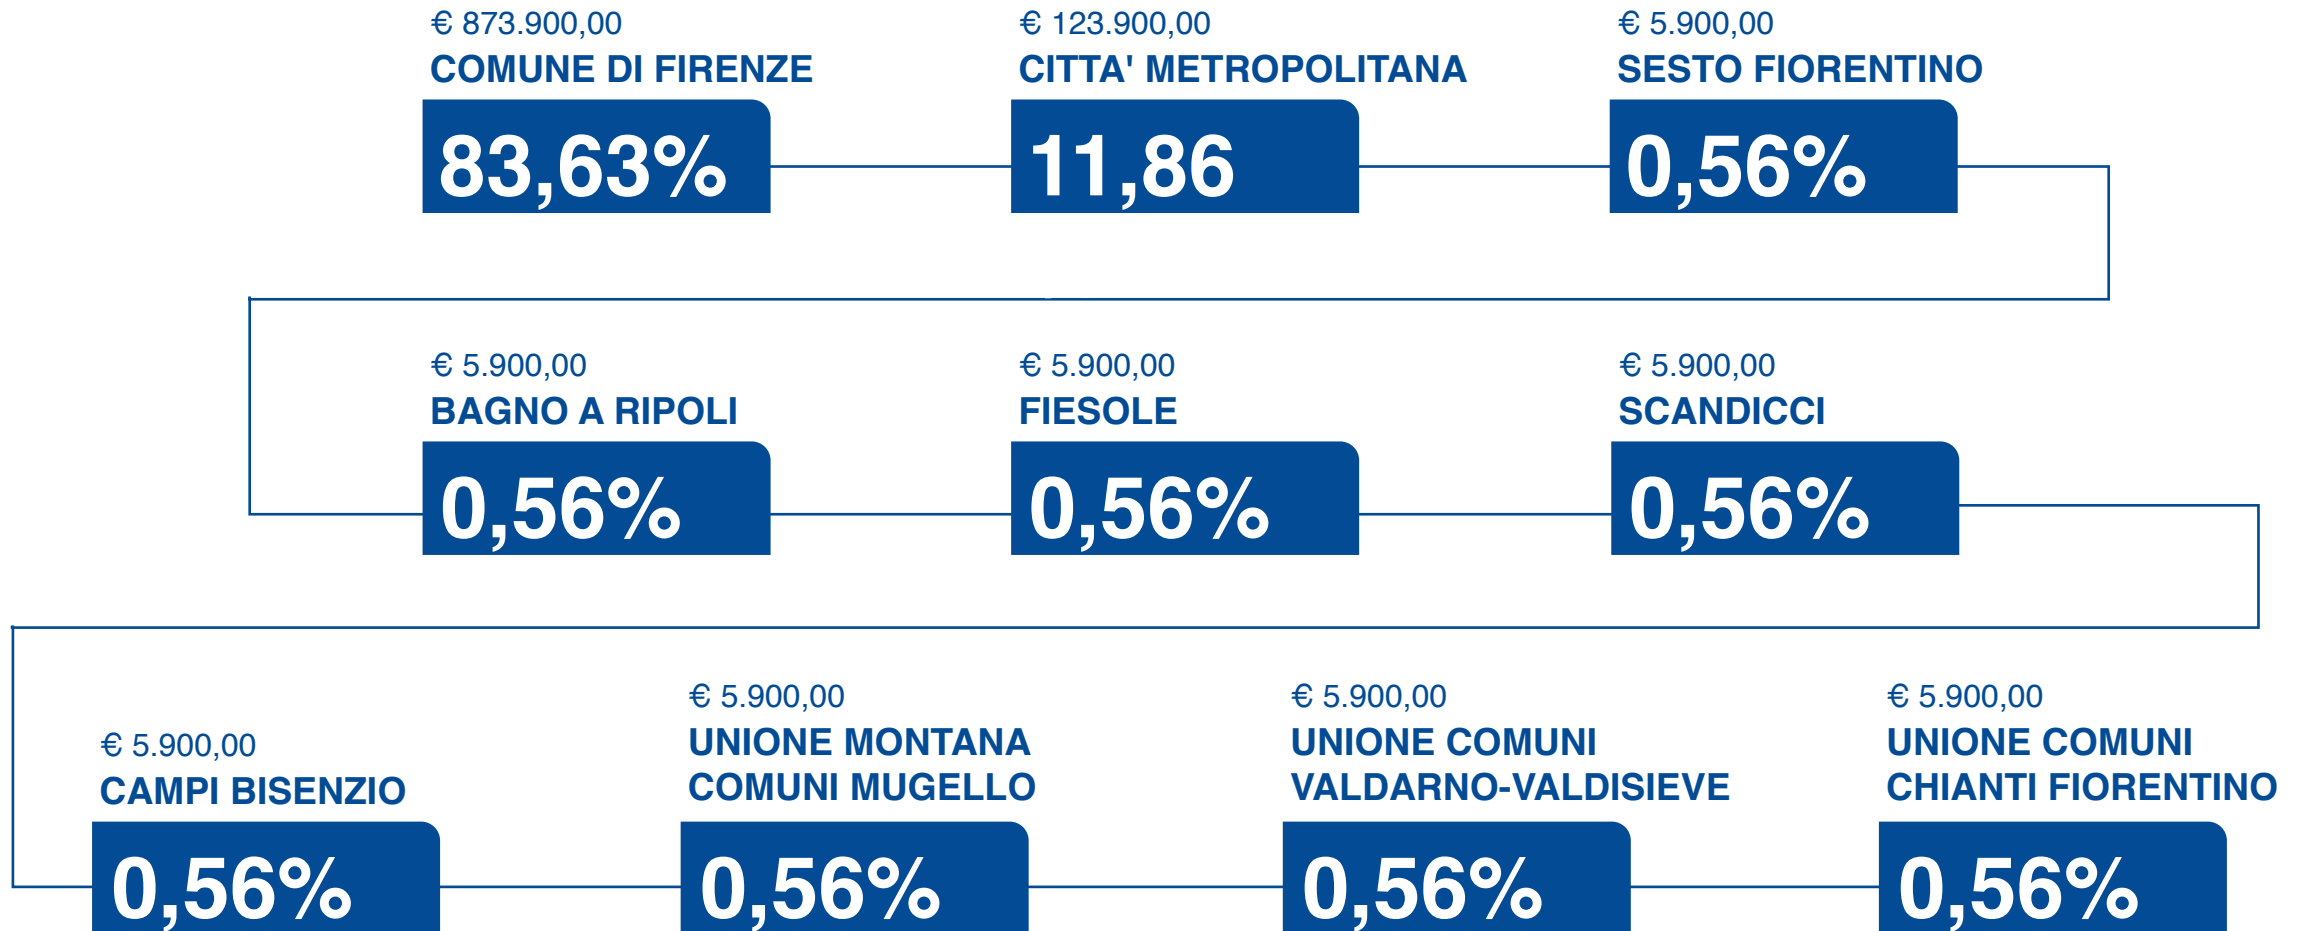 € 873.900,00
COMUNE DI FIRENZE
83,63%
€ 123.900,00
CITTA' METROPOLITANA
11,86
€ 5.900,00
SESTO FIORENTINO
0,56%
€ 5.900,00
BAGNO A RIPOLI
0,56%
€ 5.900,00
FIESOLE
0,56%
€ 5.900,00
SCANDICCI
0,56%
€ 5.900,00
CAMPI BISENZIO
0,56%
€ 5.900,00
UNIONE MONTANA
COMUNI MUGELLO
0,56%
€ 5.900,00
UNIONE COMUNI
VALDARNO-VALDISIEVE
0,56%
€ 5.900,00
UNIONE COMUNI
CHIANTI FIORENTINO
0,56%